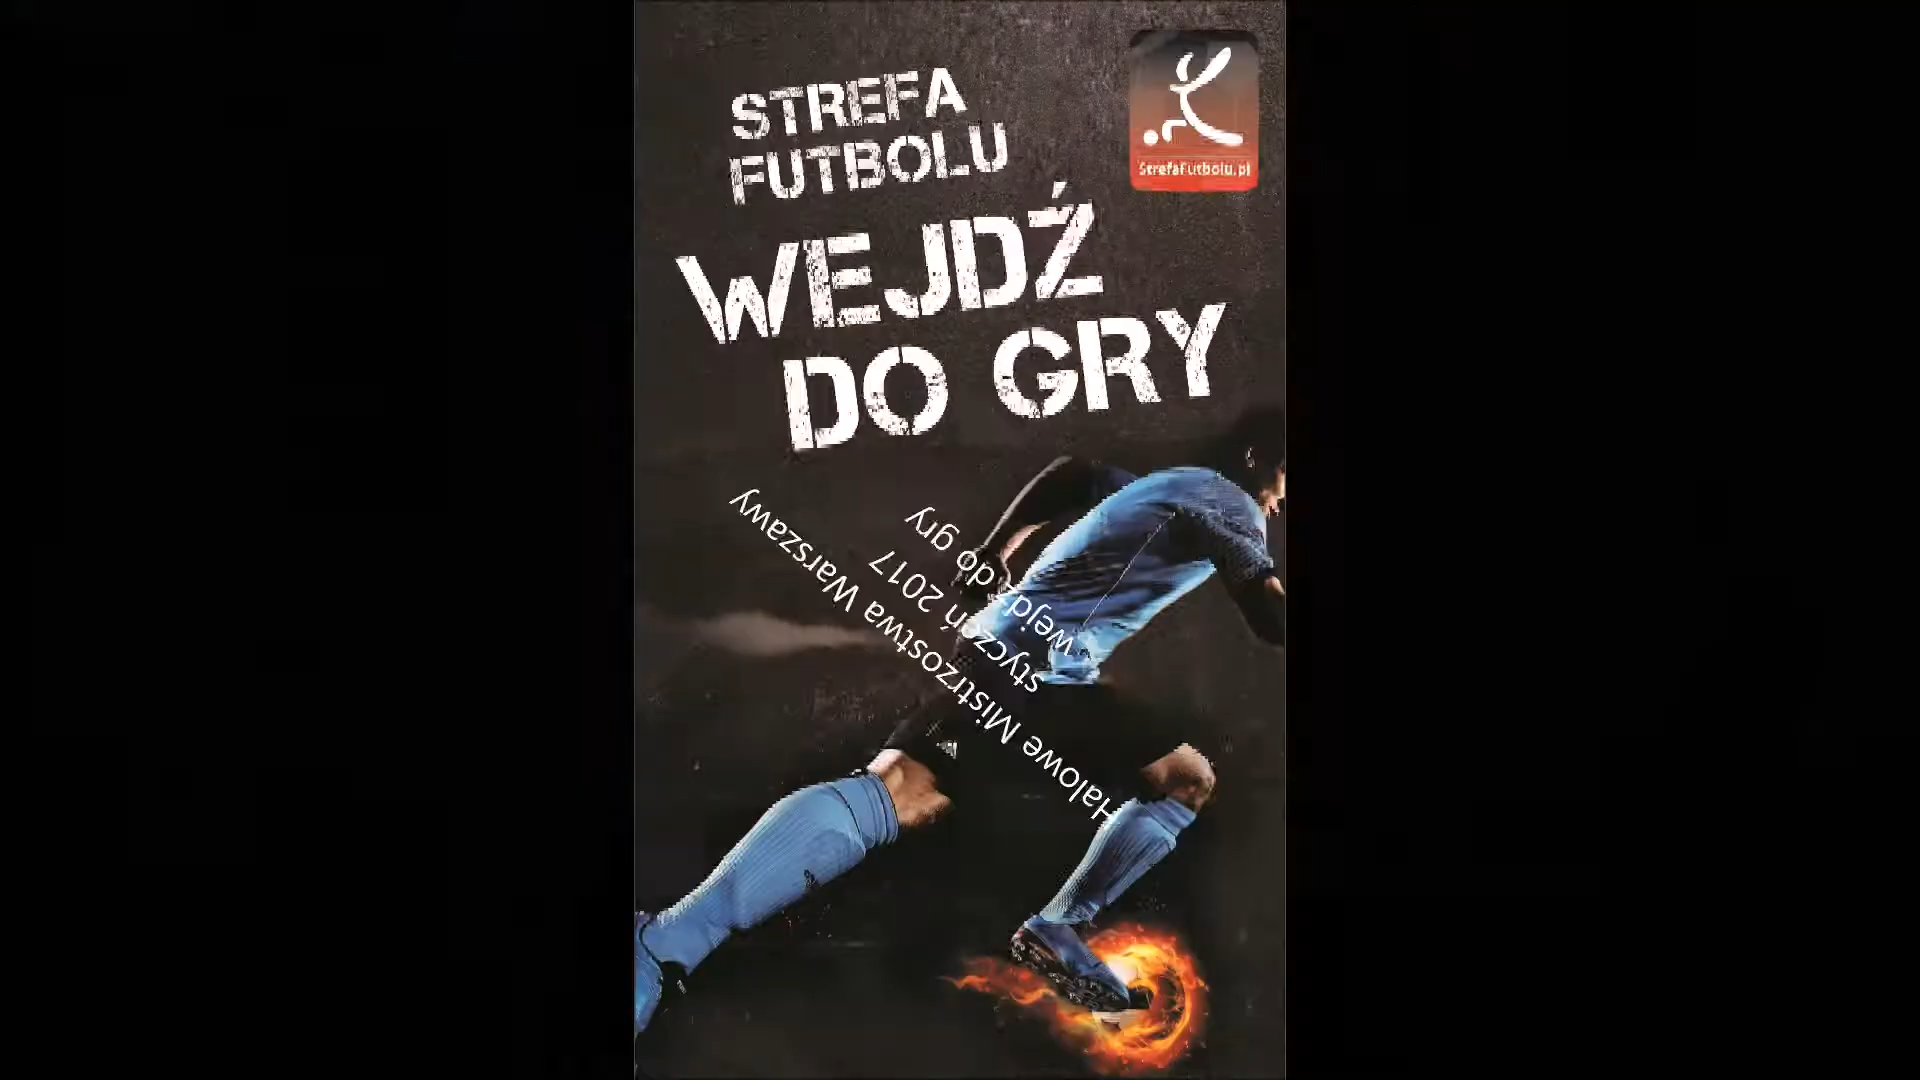 STREFA
FUTBOLU
WEJDŹ
DO GRY
StrefaFutbolu.pl
Halowe Mistrzostwa Warszawy
styczeń 2017
wejdź do gry